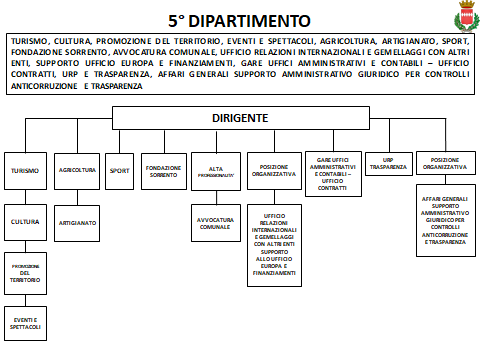 5° DIPARTIMENTO
TURISMO, CULTURA, PROMOZIONE DEL TERRITORIO, EVENTI E SPETTACOLI, AGRICOLTURA, ARTIGIANATO, SPORT,
FONDAZIONE SORRENTO, AVVOCATURA COMUNALE, UFFICIO RELAZIONI INTERNAZIONALI E GEMELLAGGI CON ALTRI
ENTI, SUPPORTO UFFICIO EUROPA E FINANZIAMENTI, GARE UFFICI AMMINISTRATIVI E CONTABILI – UFFICIO
CONTRATTI, URP E TRASPARENZA, AFFARI GENERALI SUPPORTO AMMINISTRATIVO GIURIDICO PER CONTROLLI
ANTICORRUZIONE E TRASPARENZA
DIRIGENTE
TURISMO
CULTURA
PROMOZIONE
DEL
TERRITORIO
EVENTI E
SPETTACOLI
AGRICOLTURA
ARTIGIANATO
SPORT
FONDAZIONE
SORRENTO
ALTA
PROFESSIONALITA'
AVVOCATURA
COMUNALE
POSIZIONE
ORGANIZZATIVA
UFFICIO
RELAZIONI
INTERNAZIONALI
E GEMELLAGGI
CON ALTRI ENTI
SUPPORTO
ALLO UFFICIO
EUROPA E
FINANZIAMENTI
GARE UFFICI
AMMINISTRATIVI
E CONTABILI –
UFFICIO
CONTRATTI
URP
TRASPARENZA
POSIZIONE
ORGANIZZATIVA
AFFARI GENERALI
SUPPORTO
AMMINISTRATIVO
GIURIDICO PER
CONTROLLI
ANTICORRUZIONE
E TRASPARENZA